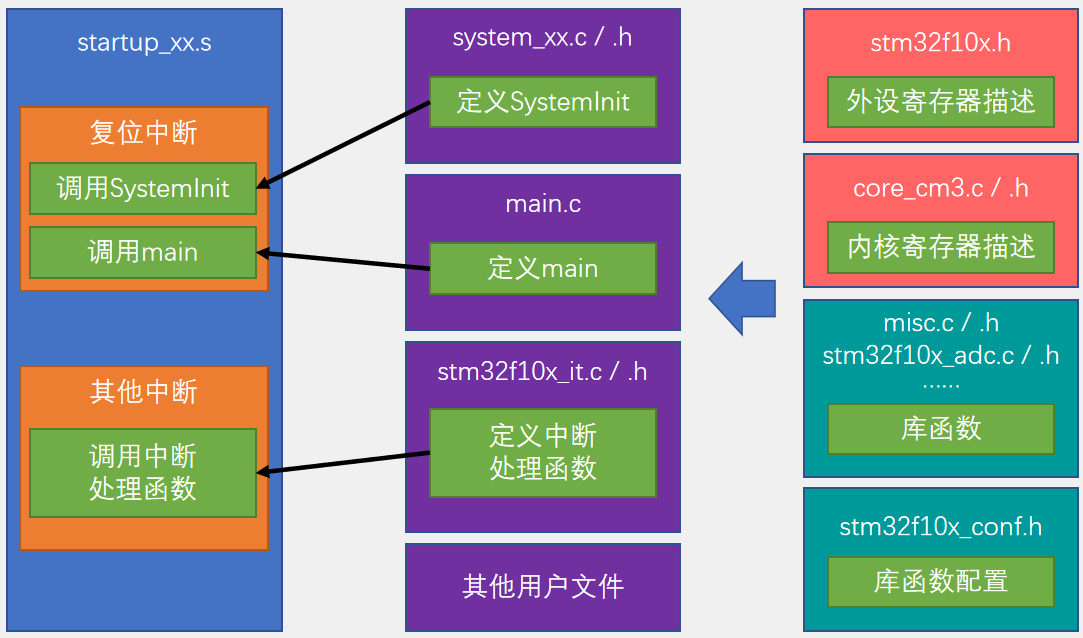 startup_xx.s
复位中断
调用SystemInit
调用main
其他中断
调用中断
处理函数
system_xx.c / .h
定义SystemInit
main.c
定义main
stm32f10x_it.c / .h
定义中断
处理函数
其他用户文件
stm32f10x.h
外设寄存器描述
core_cm3.c / .h
内核寄存器描述
misc.c / .h
stm32f10x_adc.c / .h
……
库函数
stm32f10x_conf.h
库函数配置